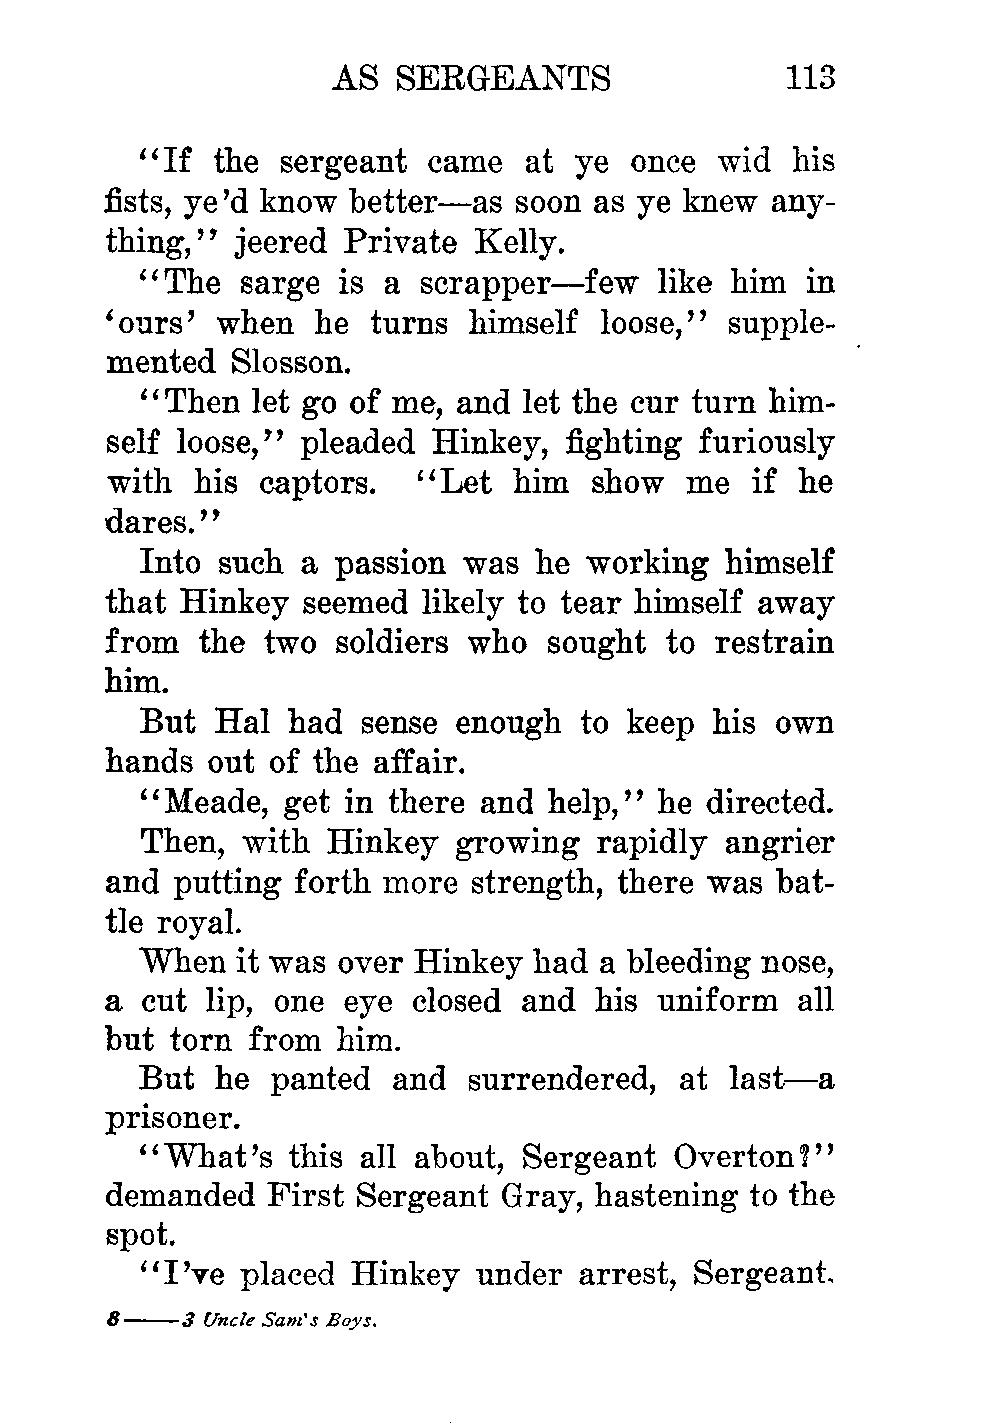 AS SERGEANTS 113
“If the sergeant came at ye once wid his
fists, ye’d know better—as soon as ye knew any-
thing,” jeered Private Kelly.
“The sarge is a scrapper—few like him in
‘ours’ when he turns himself loose,” supple-
mented Slosson.
“Then let go of me, and let the cur turn him-
self loose,” pleaded Hinkey, fighting furiously
with his captors. “Let him show me if he
dares.”
Into such a passion was he working himself
that Hinkey seemed likely to tear himself away
from the two soldiers who sought to restrain
him.
But Hal had sense enough to keep his own
hands out of the affair.
“Meade, get in there and help,” he directed.
Then, with Hinkey growing rapidly angrier
and putting forth more strength, there was bat-
tle royal.
When it was over Hinkey had a bleeding nose,
a cut lip, one eye closed and his uniform all
but torn from him.
But he panted and surrendered, at last—a
prisoner.
“What’s this all about, Sergeant Overton?”
demanded First Sergeant Gray, hastening to the
spot.
“I’ve placed Hinkey under arrest, Sergeant.
8——3 Uncle Sam's Boys.